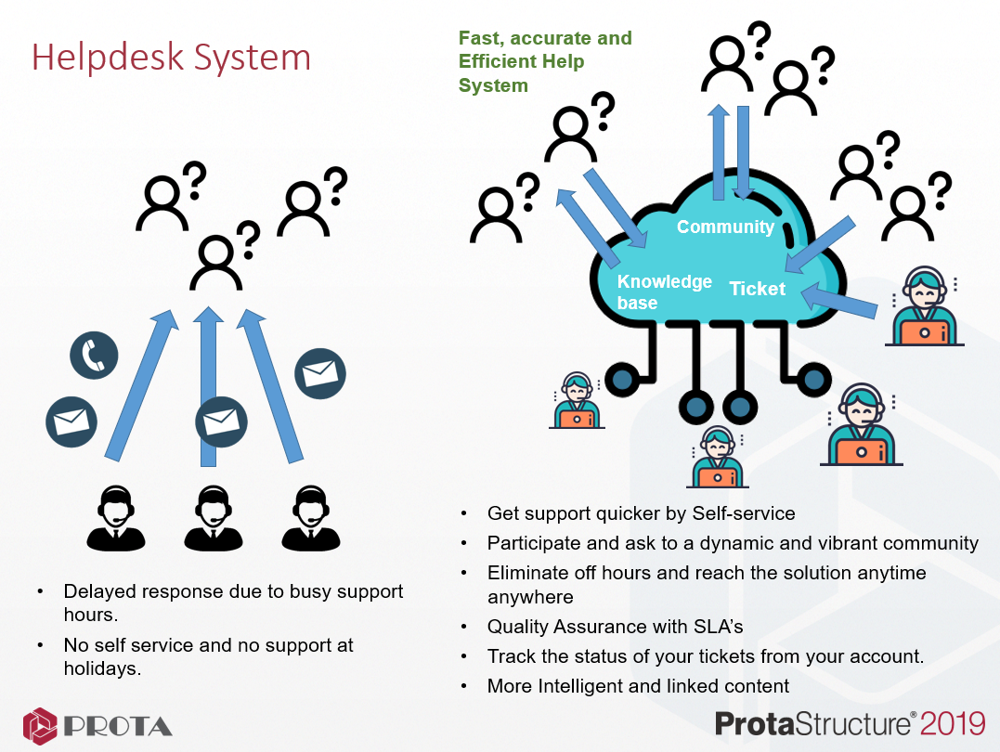 Helpdesk System
Fast, accurate and
Efficient Help
System
Community
Knowledge
base
Ticket
• Delayed response due to busy support
hours.
• No self service and no support at
holidays.
• Get support quicker by Self-service
• Participate and ask to a dynamic and vibrant community
• Eliminate off hours and reach the solution anytime
anywhere
• Quality Assurance with SLA’s
• Track the status of your tickets from your account.
• More Intelligent and linked content
PROTA
ProtaStructure® 2019